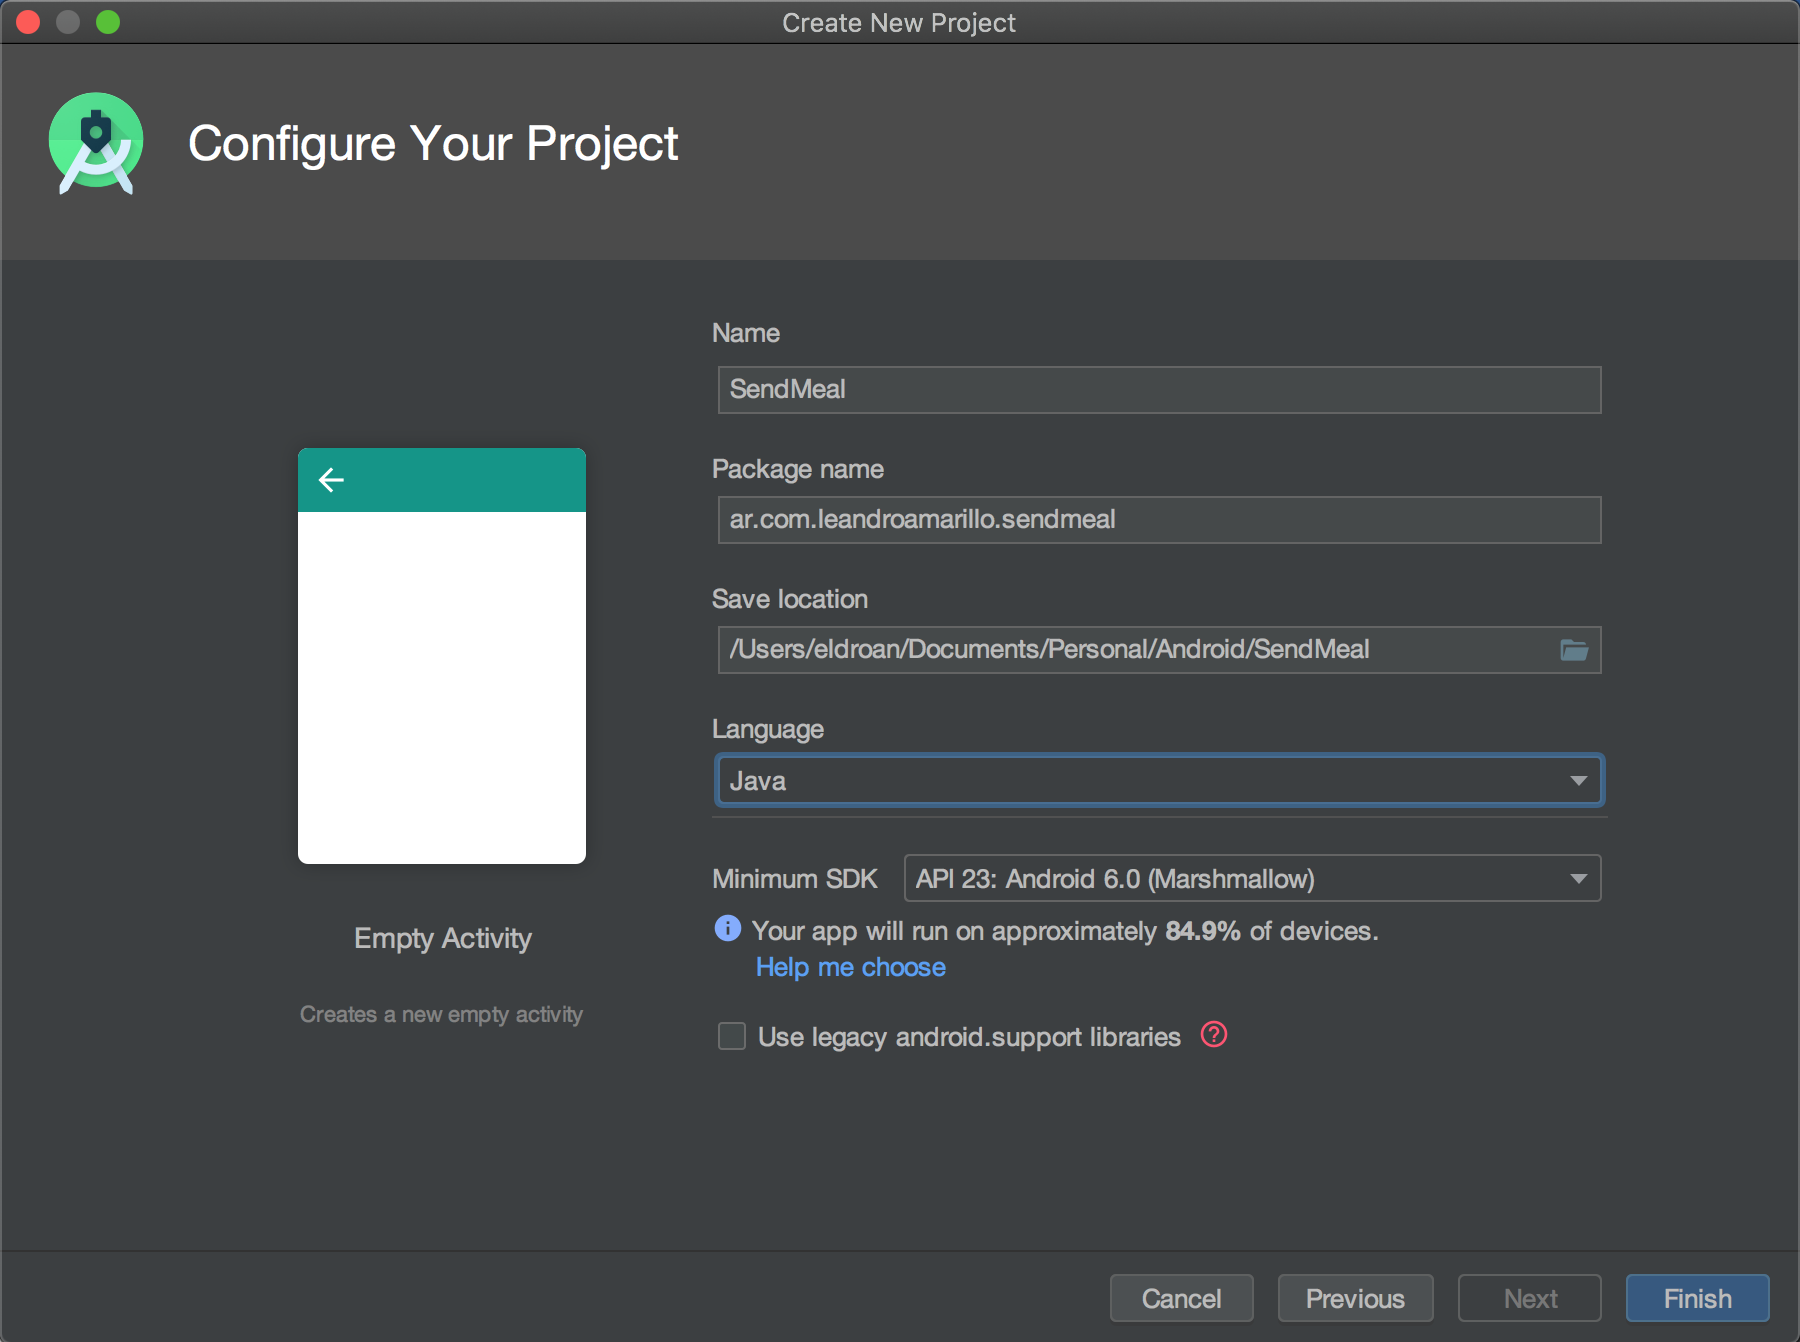 Create New Project
Configure Your Project
Name
SendMeal
Package name
ar.com.leandroamarillo.sendmeal
Save location
/Users/eldroan/Documents/Personal/Android/SendMeal
Language
Java
Minimum SDK API 23: Android 6.0 (Marshmallow)
Your app will run on approximately 84.9% of devices.
Help me choose
Use legacy android.support libraries
Empty Activity
Creates a new empty activity
Cancel Previous Next Finish